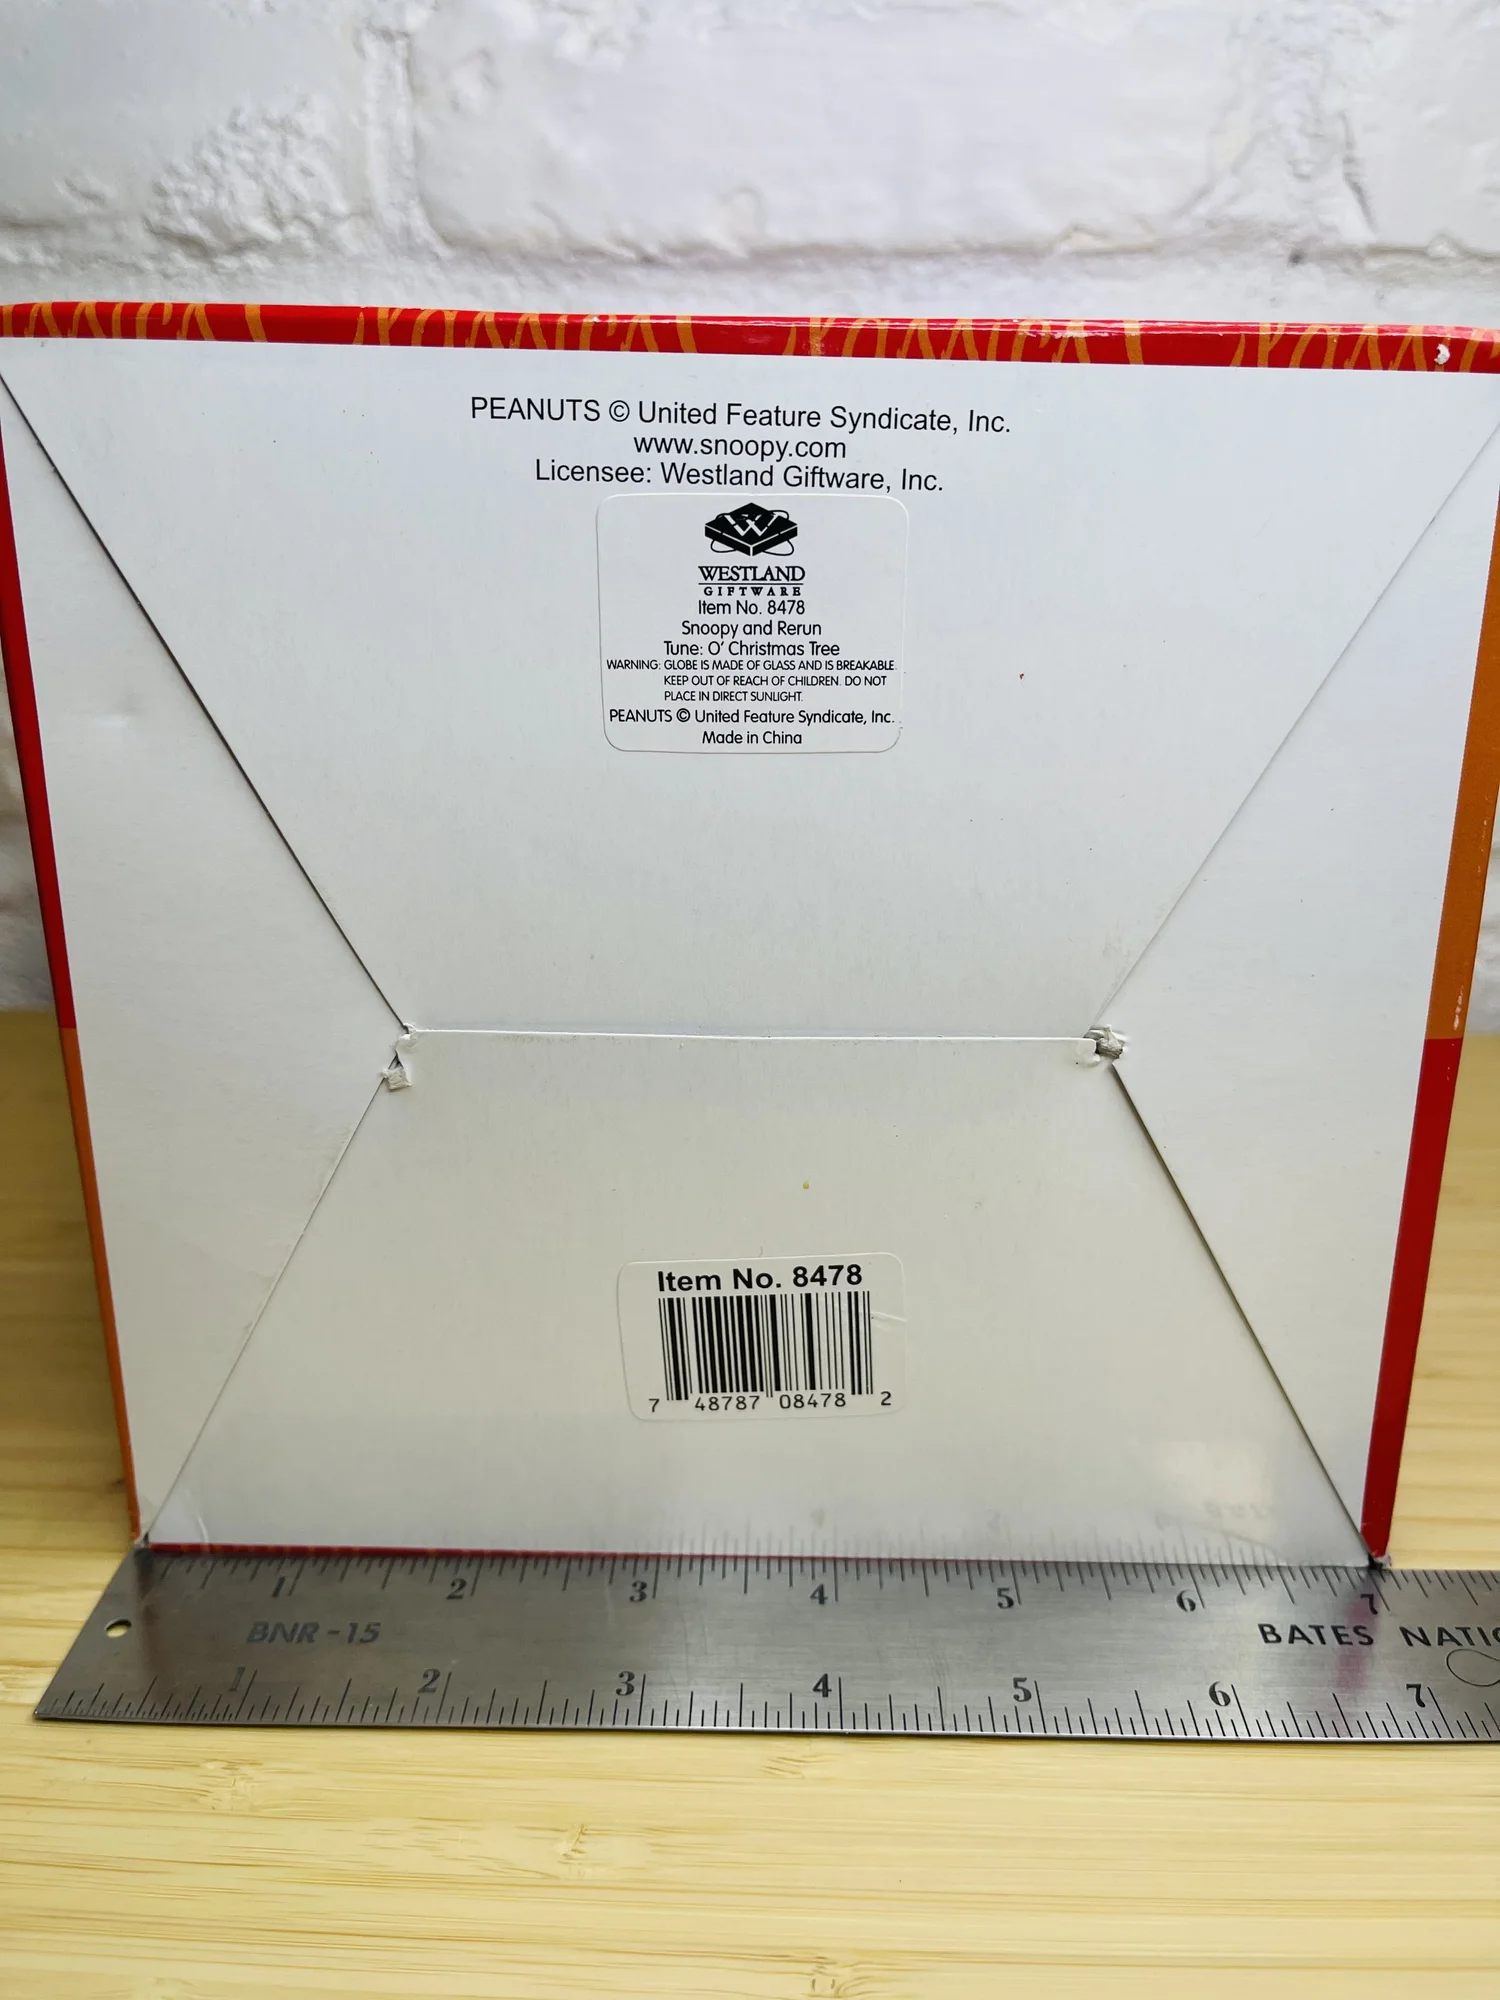 PEANUTS © United Feature Syndicate, Inc.
www.snoopy.com
Licensee: Westland Giftware, Inc.
W
WESTLAND
GIFTWARE
Item No. 8478
Snoopy and Rerun
Tune: O' Christmas Tree
WARNING: GLOBE IS MADE OF GLASS AND IS BREAKABLE.
KEEP OUT OF REACH OF CHILDREN. DO NOT
PLACE IN DIRECT SUNLIGHT.
PEANUTS © United Feature Syndicate, Inc.
Made in China
Item No. 8478
7 48787 08478 2
1 2 3 4 5 6 7
BNR-15 BATES NATIO
1 2 3 4 5 6 7